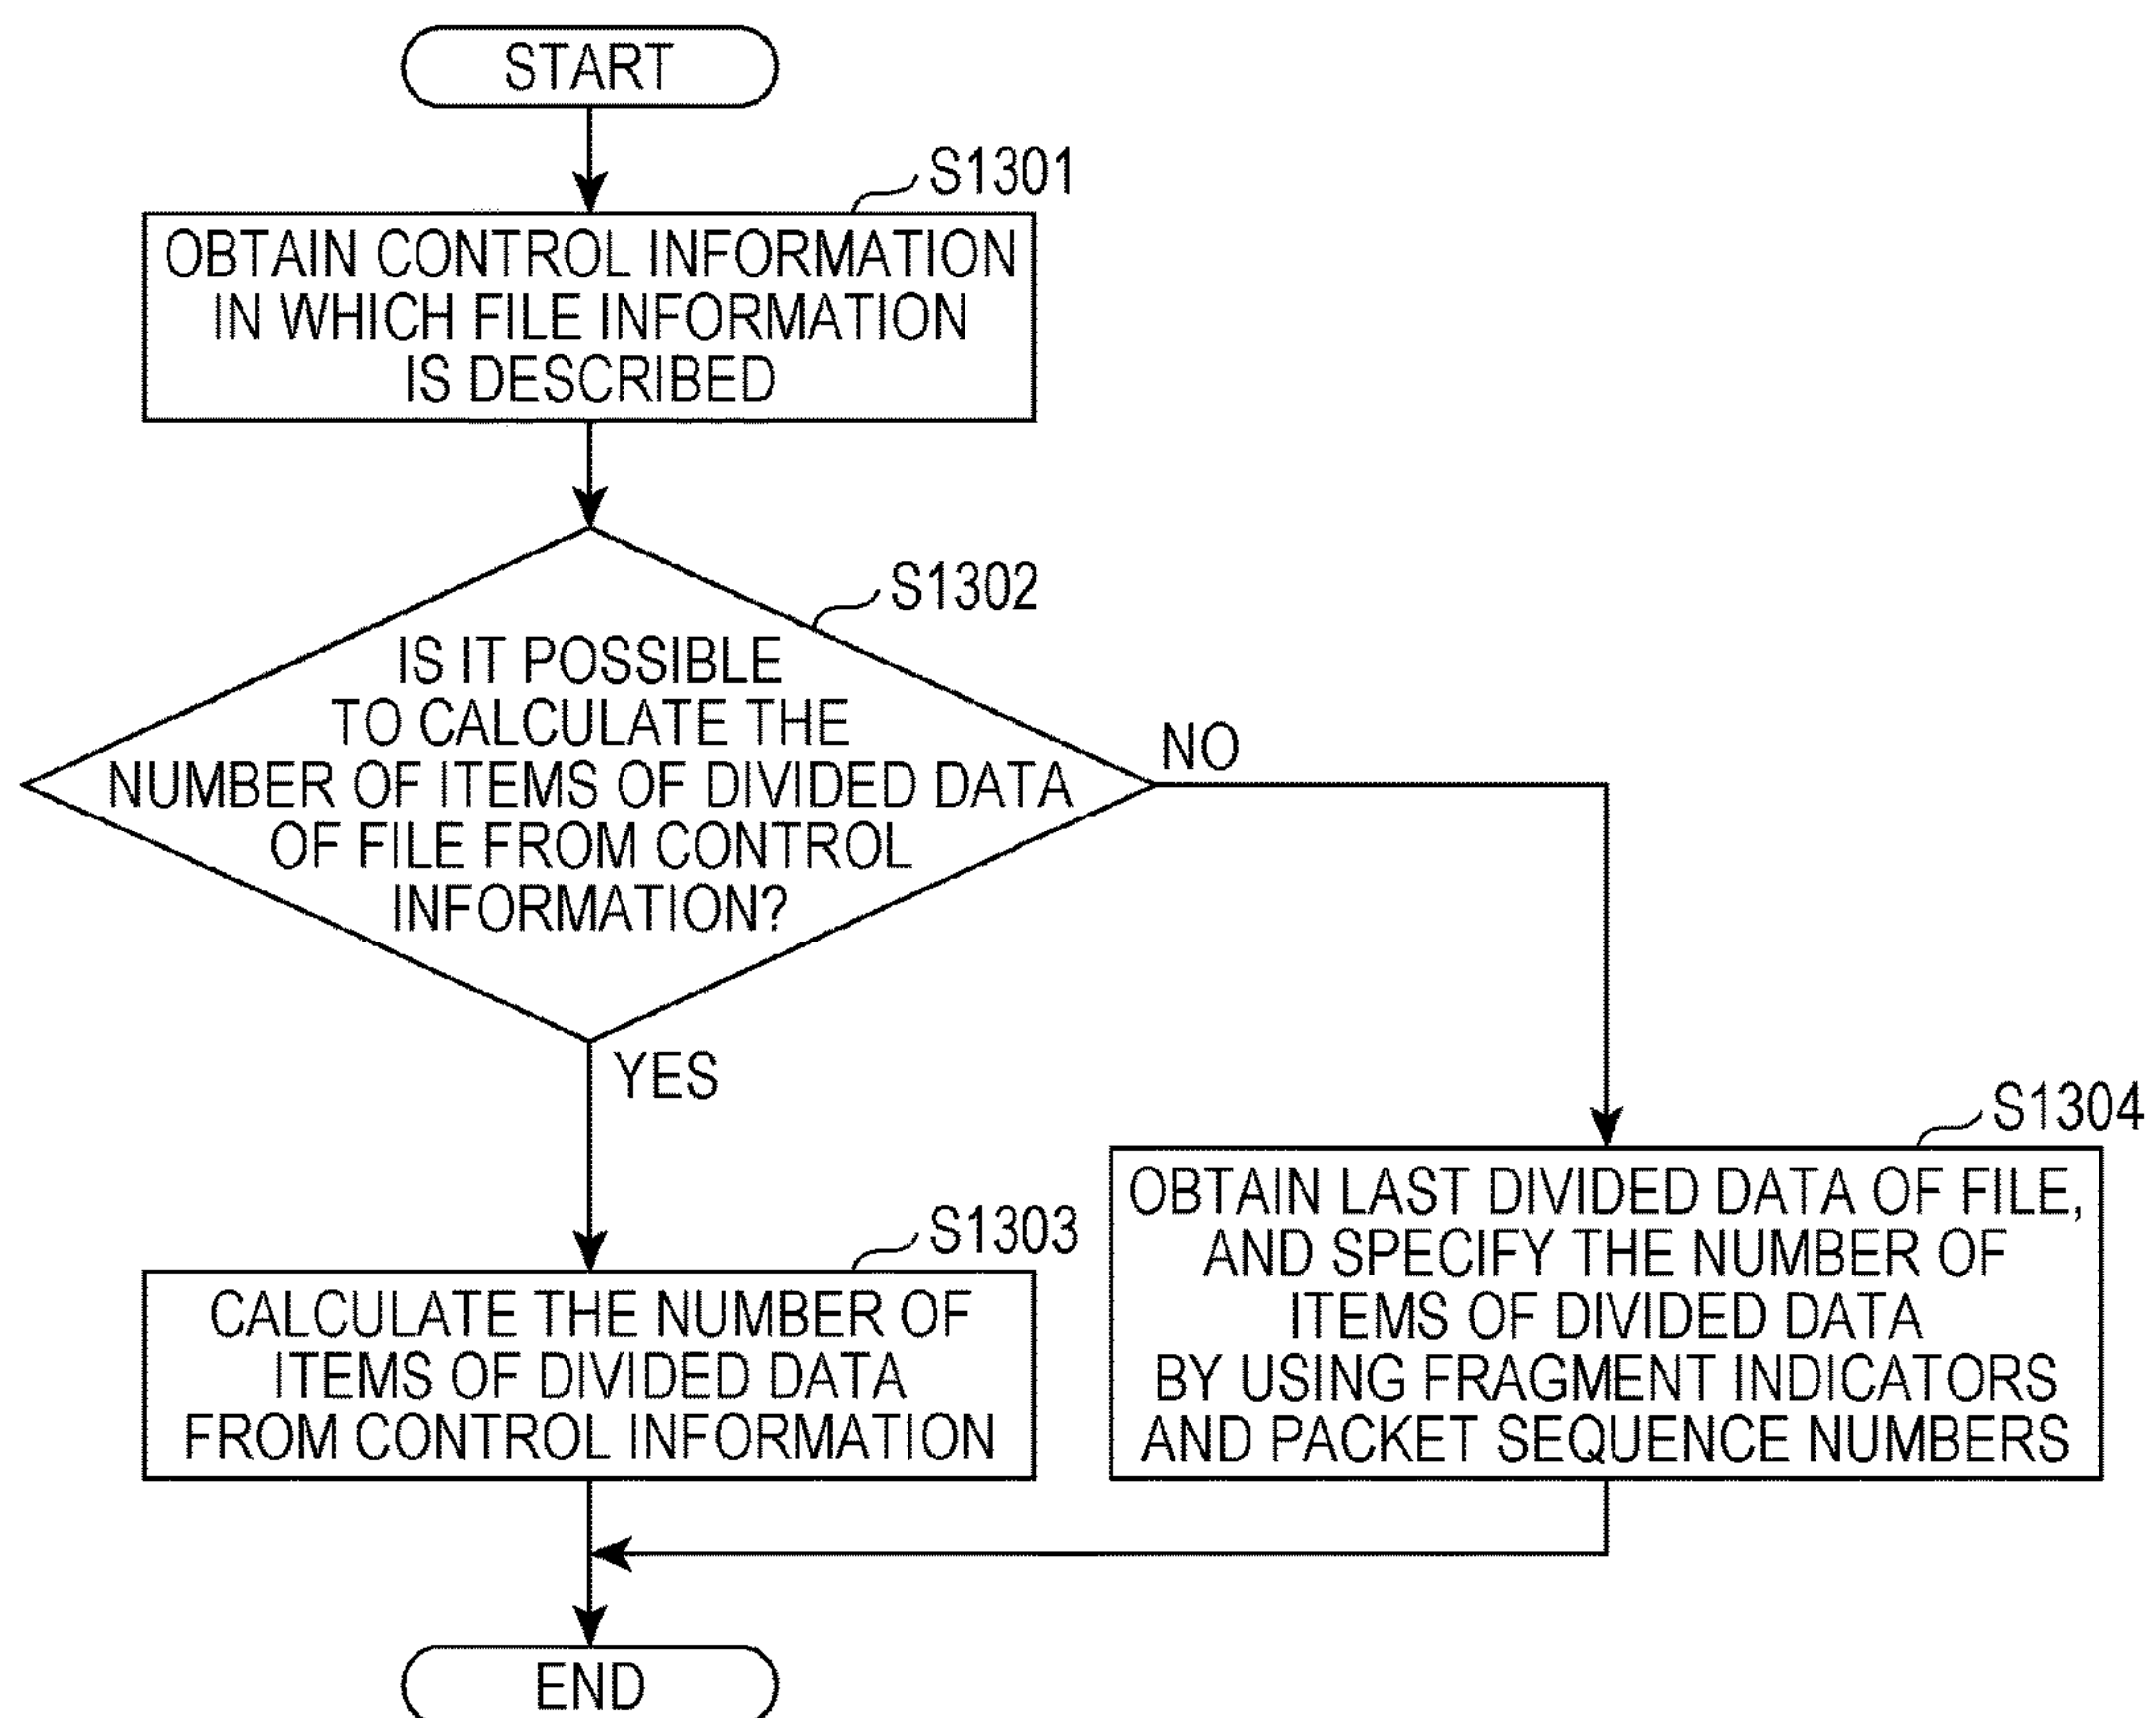 START
S1301
OBTAIN CONTROL INFORMATION
IN WHICH FILE INFORMATION
IS DESCRIBED
S1302
IS IT POSSIBLE
TO CALCULATE THE
NUMBER OF ITEMS OF DIVIDED DATA
OF FILE FROM CONTROL
INFORMATION?
NO
YES
S1303
CALCULATE THE NUMBER OF
ITEMS OF DIVIDED DATA
FROM CONTROL INFORMATION
S1304
OBTAIN LAST DIVIDED DATA OF FILE,
AND SPECIFY THE NUMBER OF
ITEMS OF DIVIDED DATA
BY USING FRAGMENT INDICATORS
AND PACKET SEQUENCE NUMBERS
END